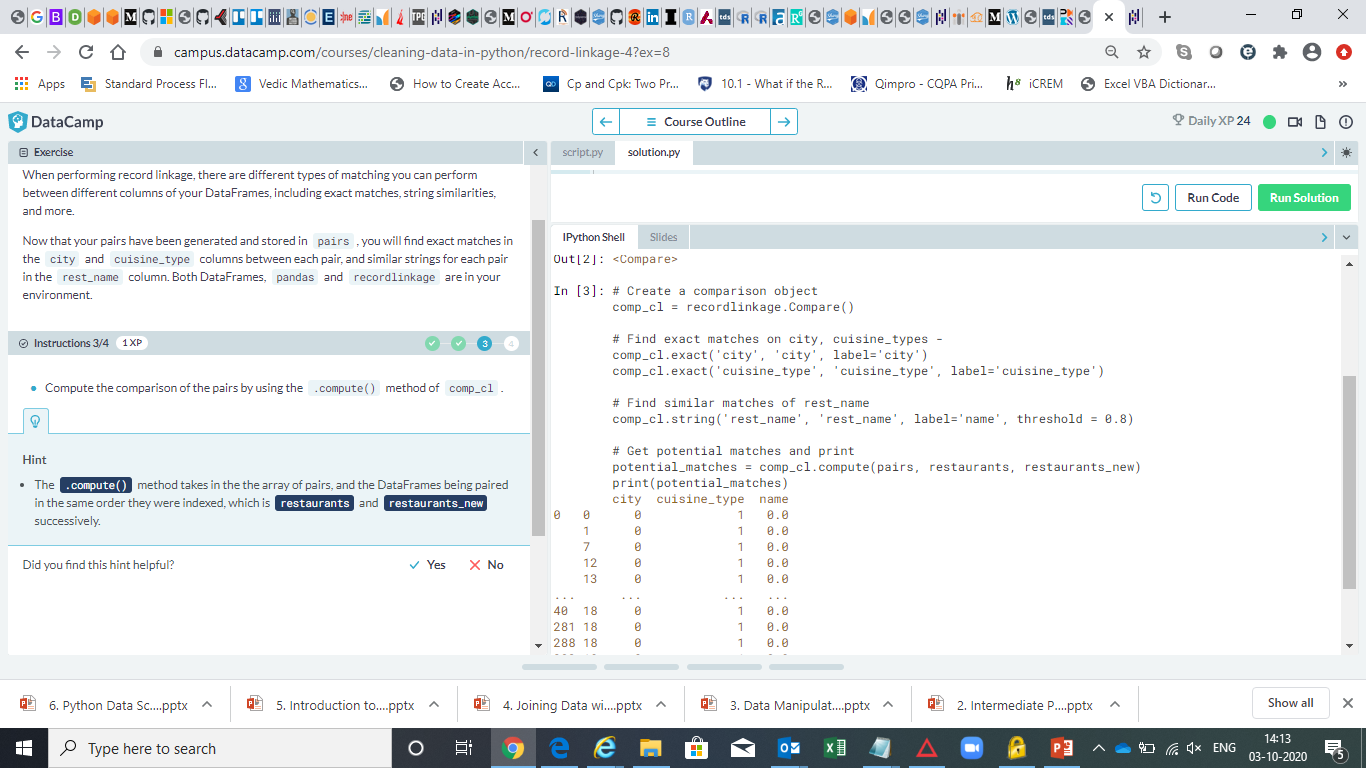 campus.datacamp.com/courses/cleaning-data-in-python/record-linkage-4?ex=8
Apps Standard Process Fl... Vedic Mathematics... How to Create Acc... Cp and Cpk: Two Pr... 10.1 - What if the R... Qimpro - CQPA Pri... iCREM Excel VBA Dictionar... »
DataCamp
Course Outline
Daily XP 24
Exercise
script.py solution.py
When performing record linkage, there are different types of matching you can perform
between different columns of your DataFrames, including exact matches, string similarities,
and more.
Now that your pairs have been generated and stored in pairs , you will find exact matches in
the city and cuisine_type columns between each pair, and similar strings for each pair
in the rest_name column. Both DataFrames, pandas and recordlinkage are in your
environment.
Instructions 3/4 1 XP
3 4
Compute the comparison of the pairs by using the .compute() method of comp_cl .
Hint
• The .compute() method takes in the the array of pairs, and the DataFrames being paired
in the same order they were indexed, which is restaurants and restaurants_new
successively.
Did you find this hint helpful? Yes No
Run Code Run Solution
IPython Shell Slides
Out[2]: <Compare>
In [3]: # Create a comparison object
comp_cl = recordlinkage.Compare()
# Find exact matches on city, cuisine_types -
comp_cl.exact('city', 'city', label='city')
comp_cl.exact('cuisine_type', 'cuisine_type', label='cuisine_type')
# Find similar matches of rest_name
comp_cl.string('rest_name', 'rest_name', label='name', threshold = 0.8)
# Get potential matches and print
potential_matches = comp_cl.compute(pairs, restaurants, restaurants_new)
print(potential_matches)
city cuisine_type name
0 0 0 1 0.0
1 0 1 0.0
7 0 1 0.0
12 0 1 0.0
13 0 1 0.0
... ... ... ...
40 18 0 1 0.0
281 18 0 1 0.0
288 18 0 1 0.0
6. Python Data Sc....pptx 5. Introduction to....pptx 4. Joining Data wi....pptx 3. Data Manipulat....pptx 2. Intermediate P....pptx Show all
Type here to search
ENG
14:13
03-10-2020
5